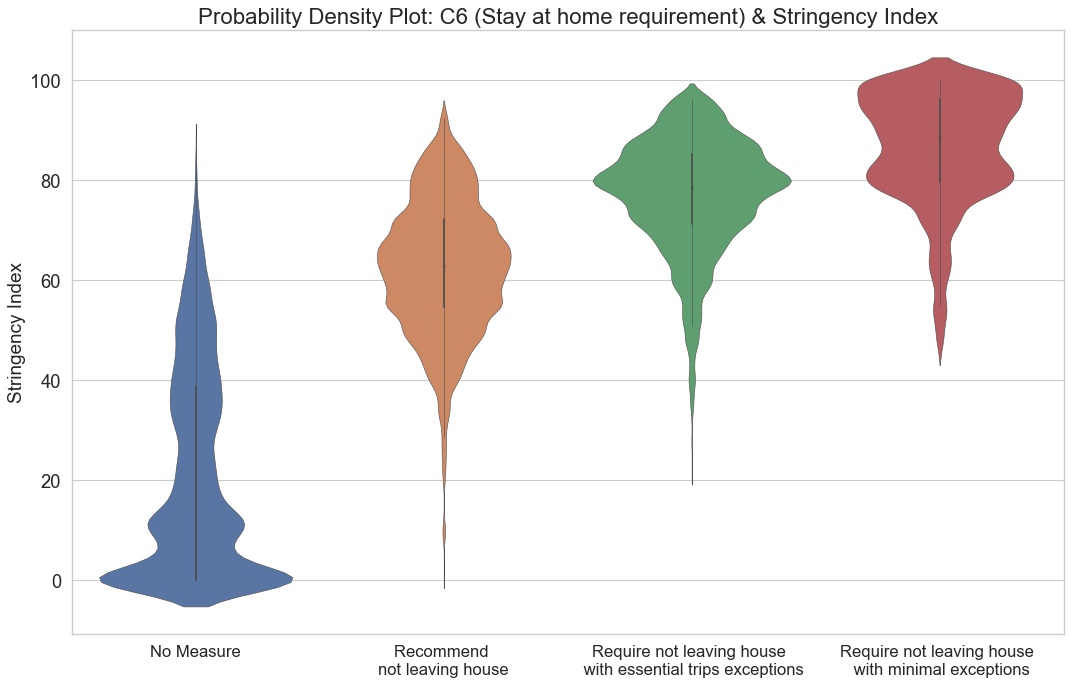 Probability Density Plot: C6 (Stay at home requirement) & Stringency Index
100
80
60
40
20
0
Stringency Index
No Measure
Recommend
not leaving house
Require not leaving house
with essential trips exceptions
Require not leaving house
with minimal exceptions